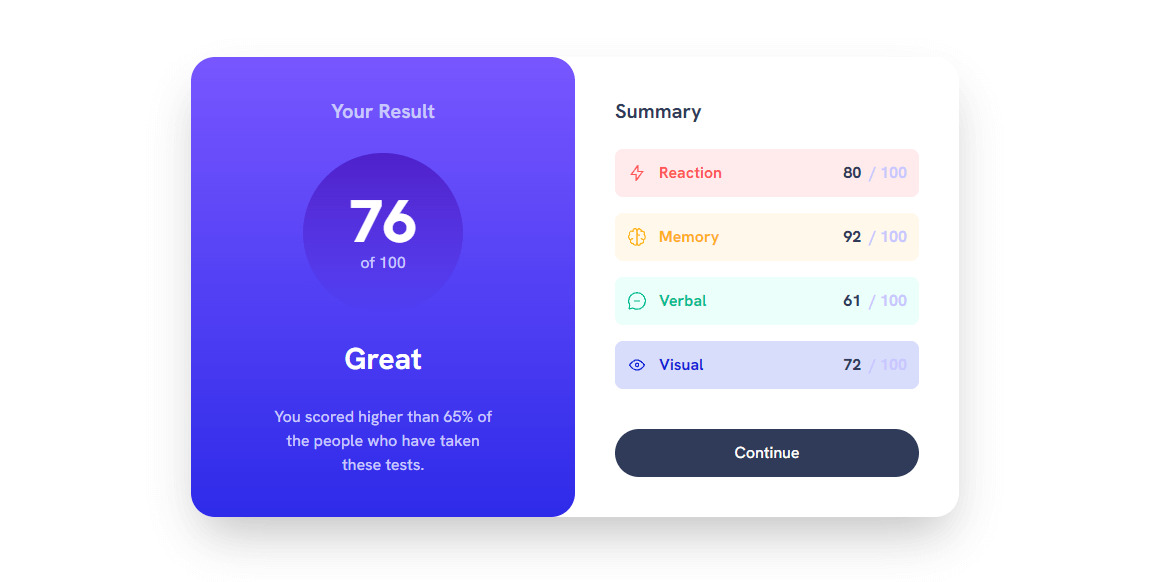 Your Result
76
of 100
Great
You scored higher than 65% of
the people who have taken
these tests.
Summary
Reaction 80 / 100
Memory 92 / 100
Verbal 61 / 100
Visual 72 / 100
Continue